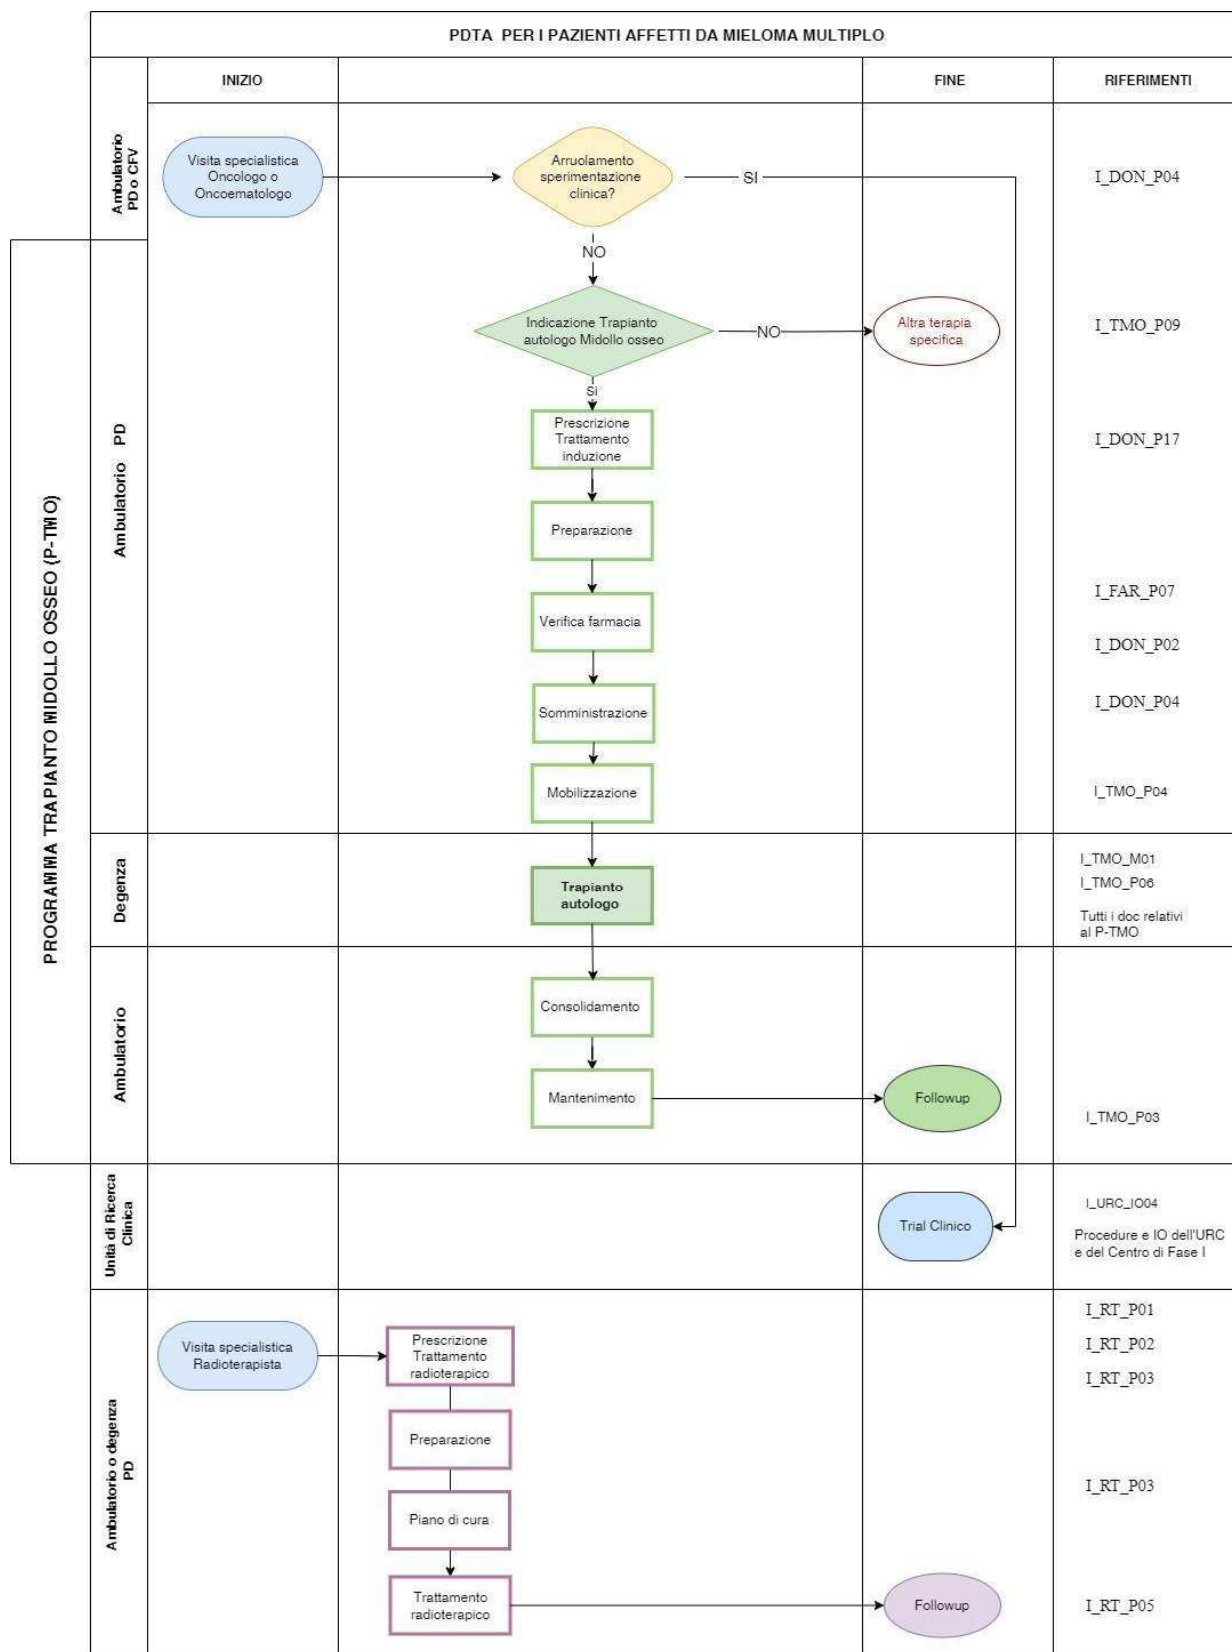 PDTA PER I PAZIENTI AFFETTI DA MIELOMA MULTIPLO
INIZIO
FINE
RIFERIMENTI
Ambulatorio
PD o CFV
Visita specialistica
Oncologo o
Oncoematologo
Arruolamento
sperimentazione
clinica?
SI
I_DON_P04
NO
PROGRAMMA TRAPIANTO MIDOLLO OSSEO (P-TMO)
Ambulatorio PD
Indicazione Trapianto
autologo Midollo osseo
NO
Altra terapia
specifica
I_TMO_P09
Si
Prescrizione
Trattamento
induzione
I_DON_P17
Preparazione
I_FAR_P07
Verifica farmacia
I_DON_P02
Somministrazione
I_DON_P04
Mobilizzazione
I_TMO_P04
Degenza
Trapianto
autologo
I_TMO_M01
I_TMO_P06
Tutti i doc relativi
al P-TMO
Ambulatorio
Consolidamento
Mantenimento
Followup
I_TMO_P03
Unità di Ricerca
Clinica
Trial Clinico
I_URC_IO04
Procedure e IO dell'URC
e del Centro di Fase I
Ambulatorio o degenza
PD
Visita specialistica
Radioterapista
Prescrizione
Trattamento
radioterapico
I_RT_P01
I_RT_P02
I_RT_P03
Preparazione
I_RT_P03
Piano di cura
Trattamento
radioterapico
Followup
I_RT_P05